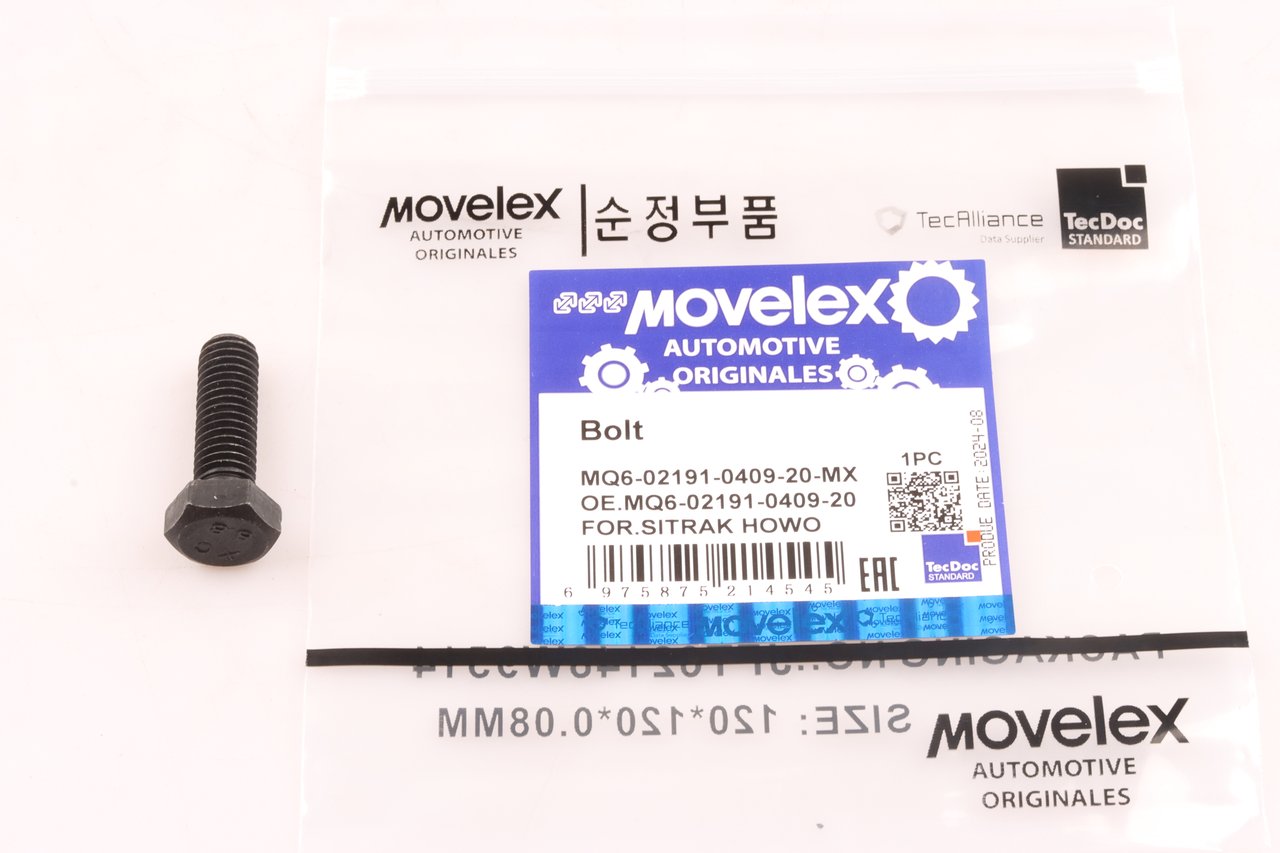 Movelex
AUTOMOTIVE
ORIGINALES
순정부품
TecAlliance
Data Supplier
TecDoc
STANDARD
Movelex
AUTOMOTIVE
ORIGINALES
Bolt
MQ6-02191-0409-20-MX
OE.MQ6-02191-0409-20
FOR.SITRAK HOWO
1PC
PRODUE DATE:2024-08
6 975875 214545
EAC
TecDoc
STANDARD
Movelex
TecAlliance
SIZE: 120*120*0.08MM
Movelex
AUTOMOTIVE
ORIGINALES